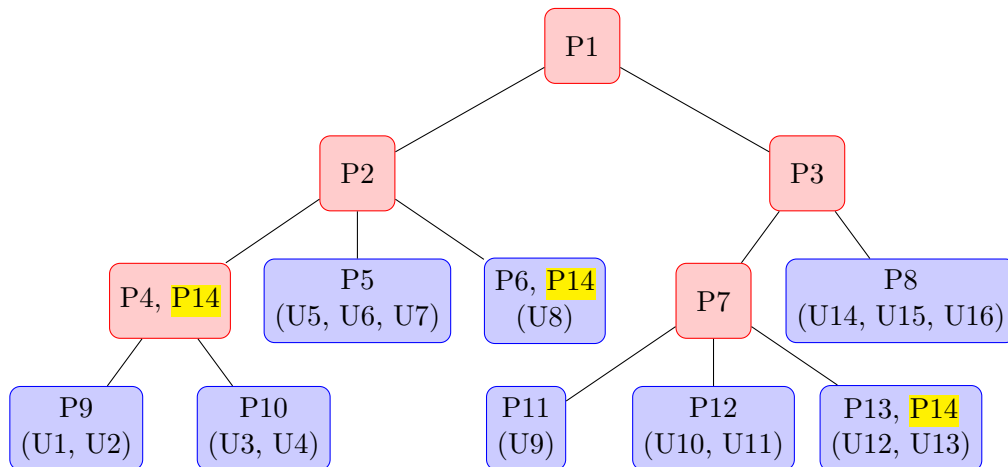 P1
P2
P3
P4, P14
P5
(U5, U6, U7)
P6, P14
(U8)
P7
P8
(U14, U15, U16)
P9
(U1, U2)
P10
(U3, U4)
P11
(U9)
P12
(U10, U11)
P13, P14
(U12, U13)